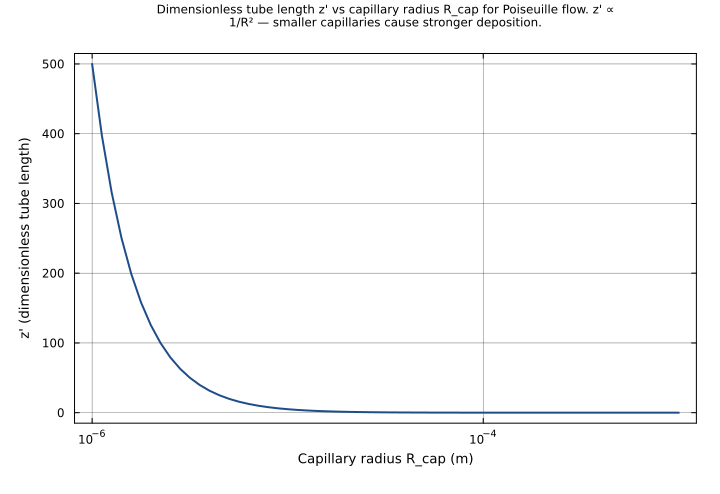 Dimensionless tube length z' vs capillary radius R_cap for Poiseuille flow. z' ∝
1/R² — smaller capillaries cause stronger deposition.
500
400
300
200
100
0
z' (dimensionless tube length)
10⁻⁶
10⁻⁴
Capillary radius R_cap (m)